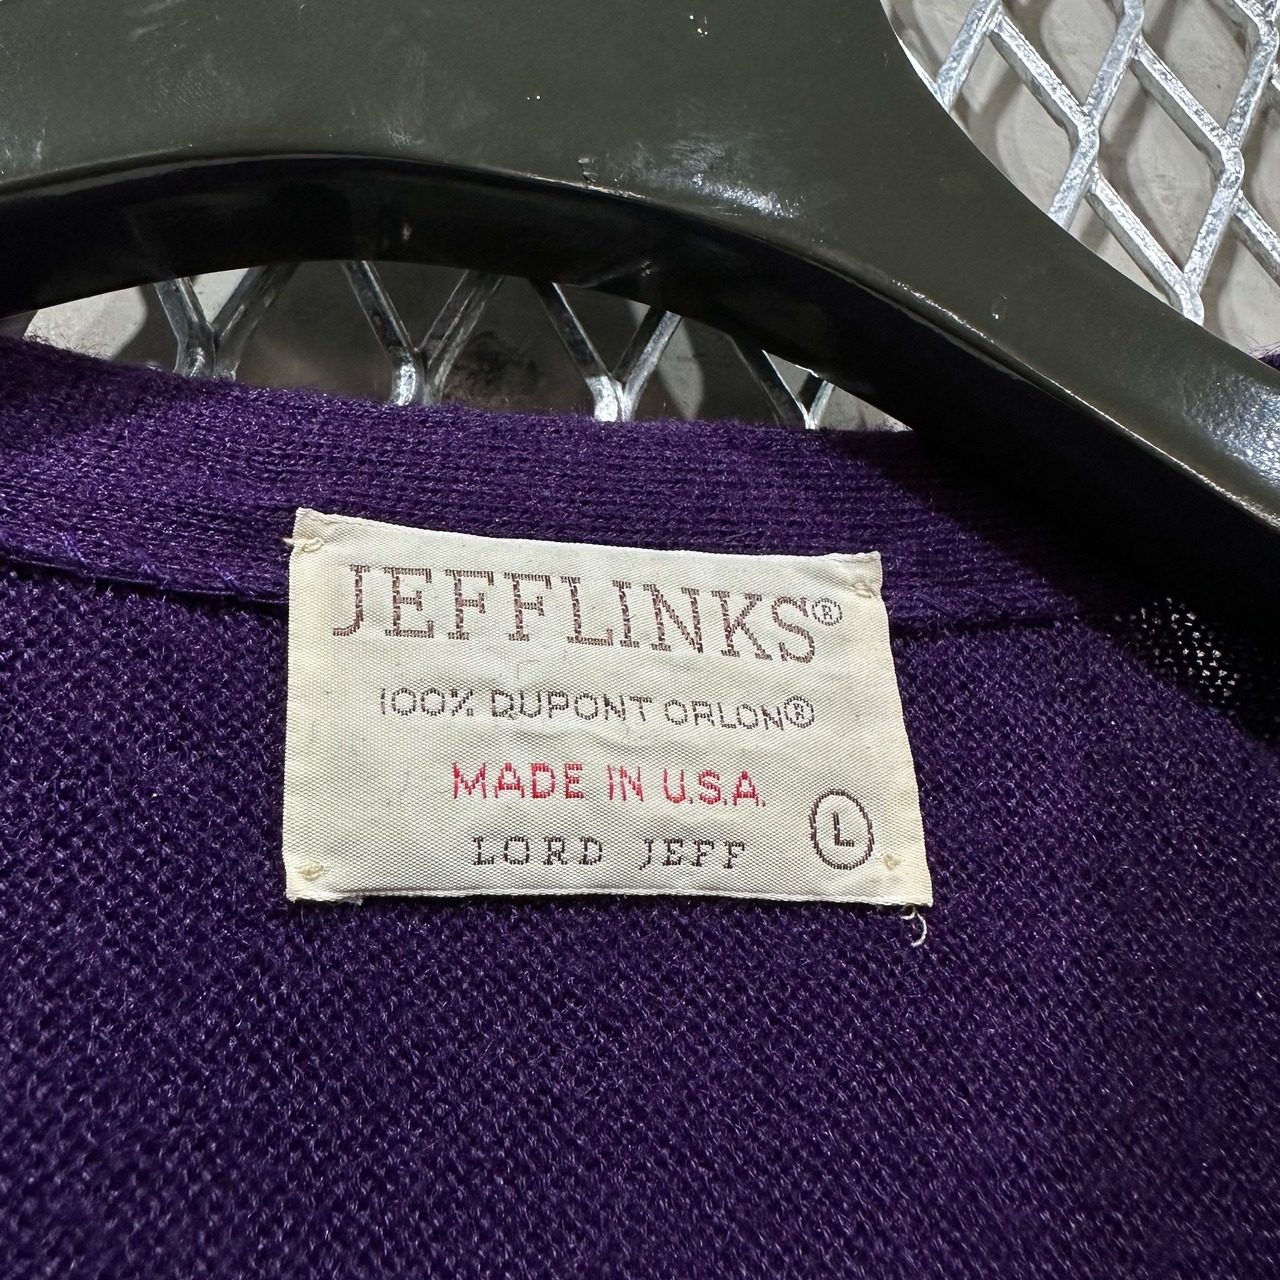 JEFFLINKS®
100% DUPONT ORLON®
MADE IN U.S.A.
LORD JEFF
L